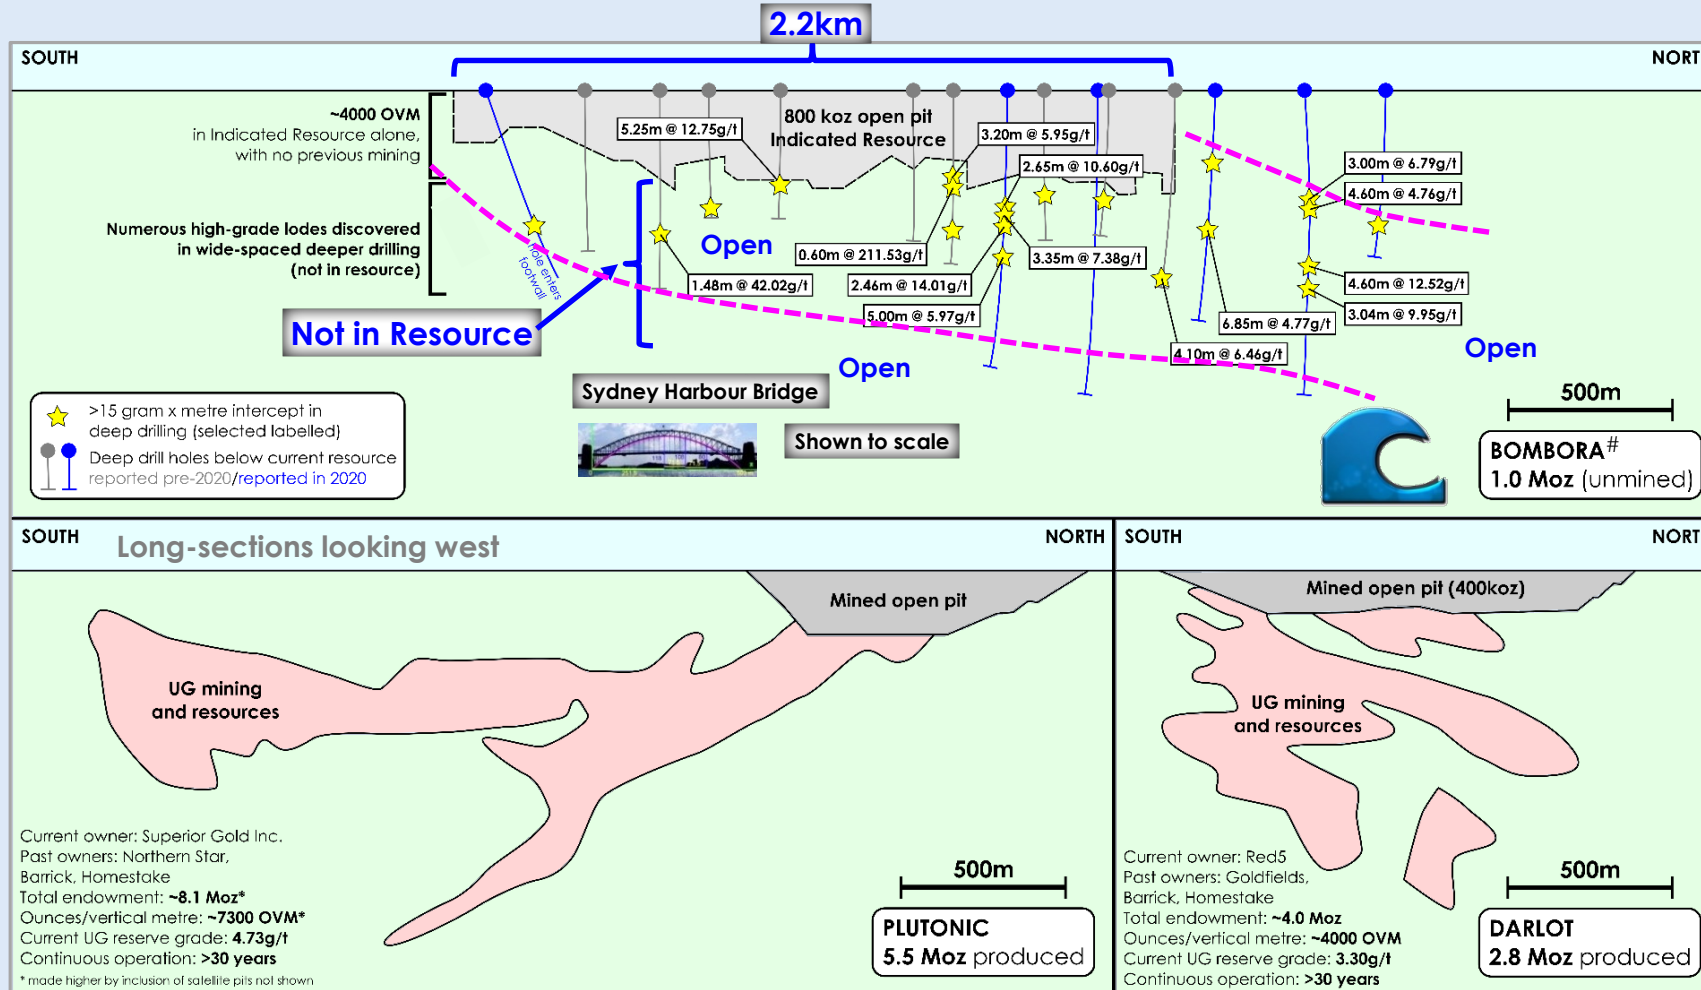 2.2km
SOUTH
NORT
~4000 OVM
in Indicated Resource alone,
with no previous mining
800 koz open pit
Indicated Resource
5.25m @ 12.75g/t
3.20m @ 5.95g/t
2.65m @ 10.60g/t
3.00m @ 6.79g/t
4.60m @ 4.76g/t
Numerous high-grade lodes discovered
in wide-spaced deeper drilling
(not in resource)
hole enters
footwall
Open
0.60m @ 211.53g/t
3.35m @ 7.38g/t
1.48m @ 42.02g/t
2.46m @ 14.01g/t
4.60m @ 12.52g/t
5.00m @ 5.97g/t
6.85m @ 4.77g/t
3.04m @ 9.95g/t
Not in Resource
4.10m @ 6.46g/t
Open
Open
Sydney Harbour Bridge
Shown to scale
500m
>15 gram x metre intercept in
deep drilling (selected labelled)
Deep drill holes below current resource
reported pre-2020/reported in 2020
BOMBORA#
1.0 Moz (unmined)
SOUTH
Long-sections looking west
NORTH
Mined open pit
UG mining
and resources
Current owner: Superior Gold Inc.
Past owners: Northern Star,
Barrick, Homestake
Total endowment: ~8.1 Moz*
Ounces/vertical metre: ~7300 OVM*
Current UG reserve grade: 4.73g/t
Continuous operation: >30 years
* made higher by inclusion of satellite pits not shown
500m
PLUTONIC
5.5 Moz produced
SOUTH
NORT
Mined open pit (400koz)
UG mining
and resources
Current owner: Red5
Past owners: Goldfields,
Barrick, Homestake
Total endowment: ~4.0 Moz
Ounces/vertical metre: ~4000 OVM
Current UG reserve grade: 3.30g/t
Continuous operation: >30 years
500m
DARLOT
2.8 Moz produced